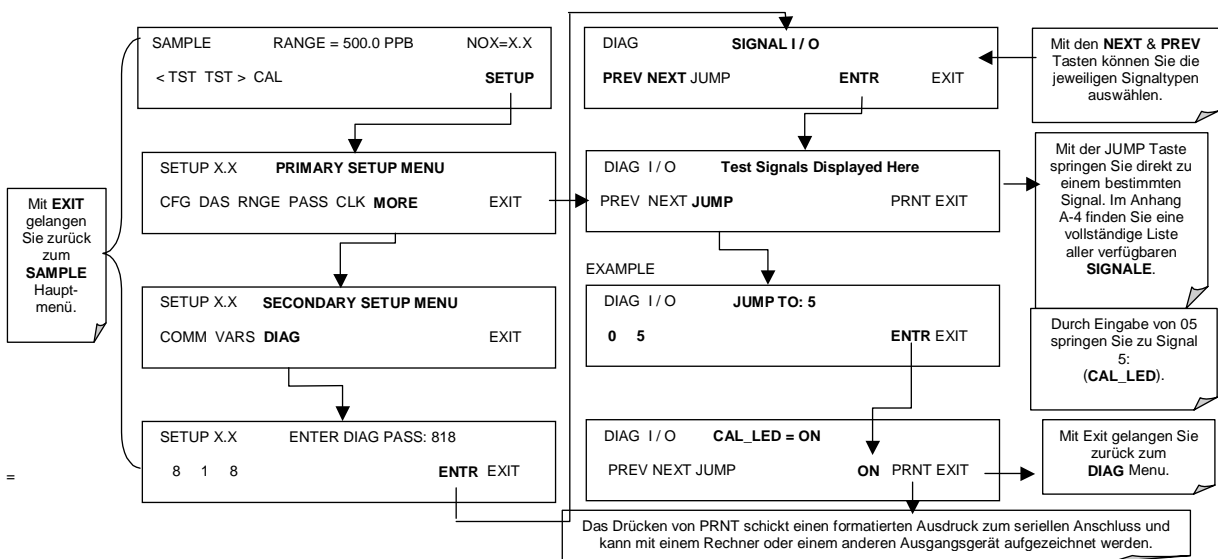 SAMPLE RANGE = 500.0 PPB NOX=X.X
< TST TST > CAL SETUP
SETUP X.X PRIMARY SETUP MENU
CFG DAS RNGE PASS CLK MORE EXIT
SETUP X.X SECONDARY SETUP MENU
COMM VARS DIAG EXIT
SETUP X.X ENTER DIAG PASS: 818
8 1 8 ENTR EXIT
Mit EXIT
gelangen
Sie zurück
zum
SAMPLE
Haupt-
menü.
=
DIAG SIGNAL I / O
PREV NEXT JUMP ENTR EXIT
DIAG I / O Test Signals Displayed Here
PREV NEXT JUMP PRNT EXIT
EXAMPLE
DIAG I / O JUMP TO: 5
0 5 ENTR EXIT
DIAG I / O CAL_LED = ON
PREV NEXT JUMP ON PRNT EXIT
Mit den NEXT & PREV
Tasten können Sie die
jeweiligen Signaltypen
auswählen.
Mit der JUMP Taste
springen Sie direkt zu
einem bestimmten
Signal. Im Anhang
A-4 finden Sie eine
vollständige Liste
aller verfügbaren
SIGNALE.
Durch Eingabe von 05
springen Sie zu Signal
5:
(CAL_LED).
Mit Exit gelangen Sie
zurück zum
DIAG Menu.
Das Drücken von PRNT schickt einen formatierten Ausdruck zum seriellen Anschluss und
kann mit einem Rechner oder einem anderen Ausgangsgerät aufgezeichnet werden.